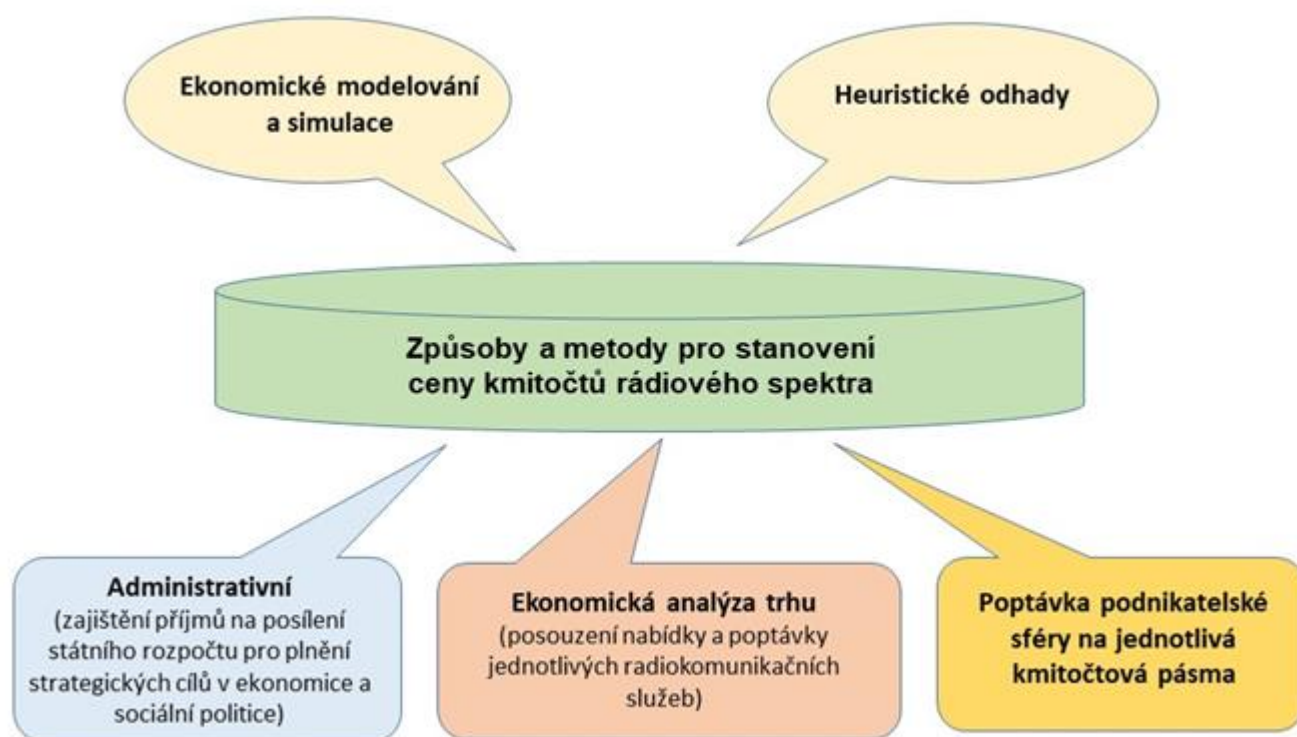 Ekonomické modelování
a simulace
Heuristické odhady
Způsoby a metody pro stanovení
ceny kmitočtů rádiového spektra
Administrativní
(zajištění příjmů na posílení
státního rozpočtu pro plnění
strategických cílů v ekonomice a
sociální politice)
Ekonomická analýza trhu
(posouzení nabídky a poptávky
jednotlivých radiokomunikačních
služeb)
Poptávka podnikatelské
sféry na jednotlivá
kmitočtová pásma